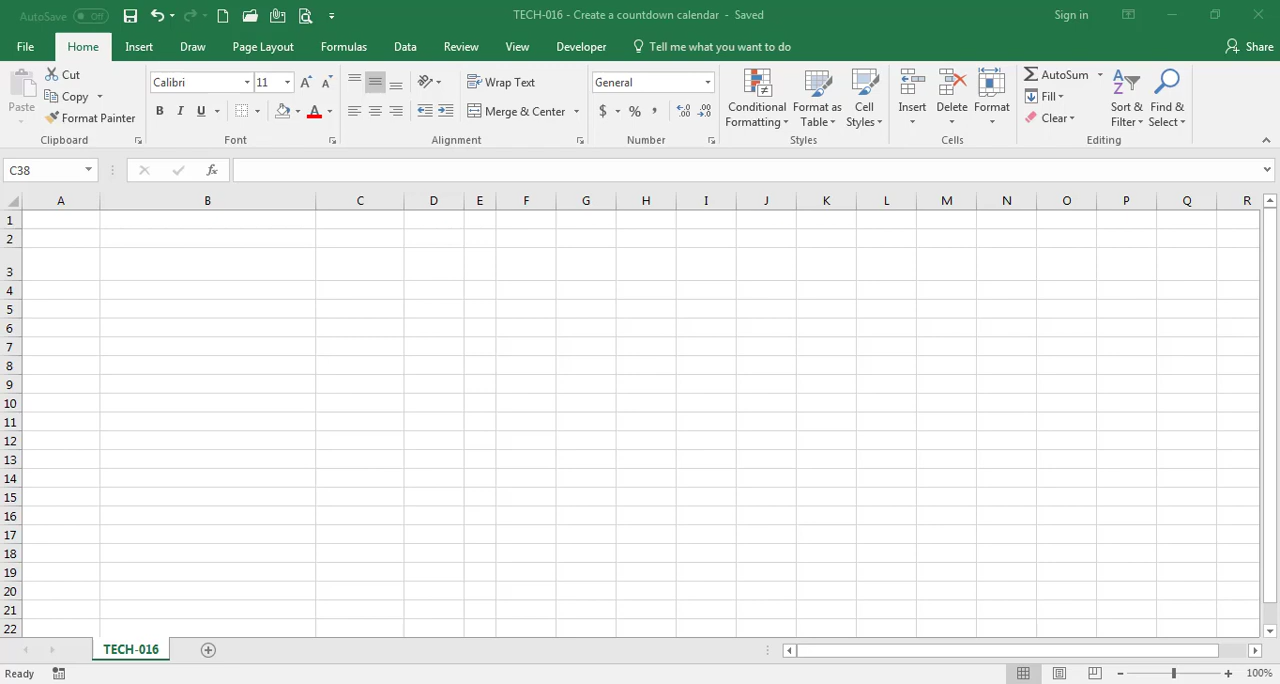 AutoSave Off TECH-016 - Create a countdown calendar - Saved Sign in
File Home Insert Draw Page Layout Formulas Data Review View Developer Tell me what you want to do Share
Paste Cut Copy Format Painter
Calibri 11
B I U A
Wrap Text
Merge & Center
General
$ % , .00
Conditional Formatting Format as Table Cell Styles
Insert Delete Format
AutoSum Fill Clear
Sort & Filter Find & Select
Clipboard Font Alignment Number Styles Cells Editing
C38 fx
A B C D E F G H I J K L M N O P Q R
1
2
3
4
5
6
7
8
9
10
11
12
13
14
15
16
17
18
19
20
21
22
TECH-016
Ready 100%